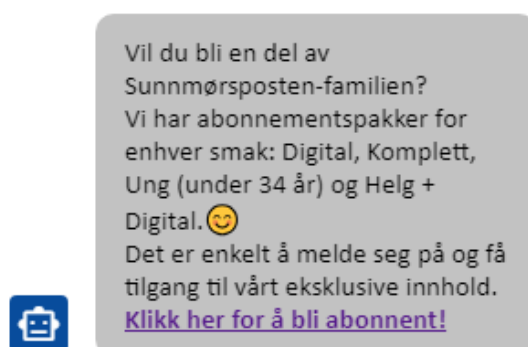 Vil du bli en del av
Sunnmørsposten-familien?
Vi har abonnementspakker for
enhver smak: Digital, Komplett,
Ung (under 34 år) og Helg +
Digital.😊
Det er enkelt å melde seg på og få
tilgang til vårt eksklusive innhold.
Klikk her for å bli abonnent!